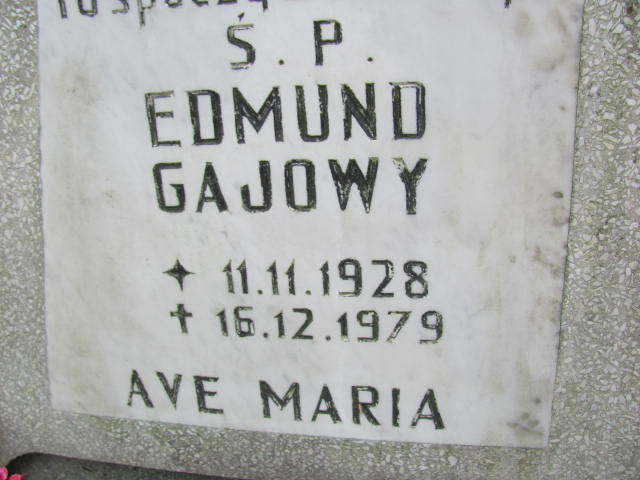 Ś.P.
EDMUND
GAJOWY
11.11.1928
† 16.12.1979
AVE MARIA